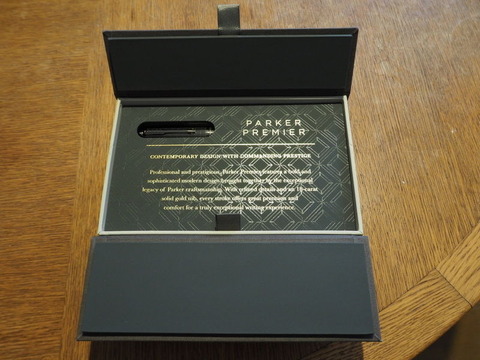 PARKER
PREMIER
CONTEMPORARY DESIGN WITH COMMANDING PRESTIGE
Professional and prestigious, Parker Premier features a bold and
sophisticated modern design brought together by the exceptional
legacy of Parker craftsmanship. With refined details and an 18-carat
solid gold nib, every stroke offers great precision and
comfort for a truly exceptional writing experience.